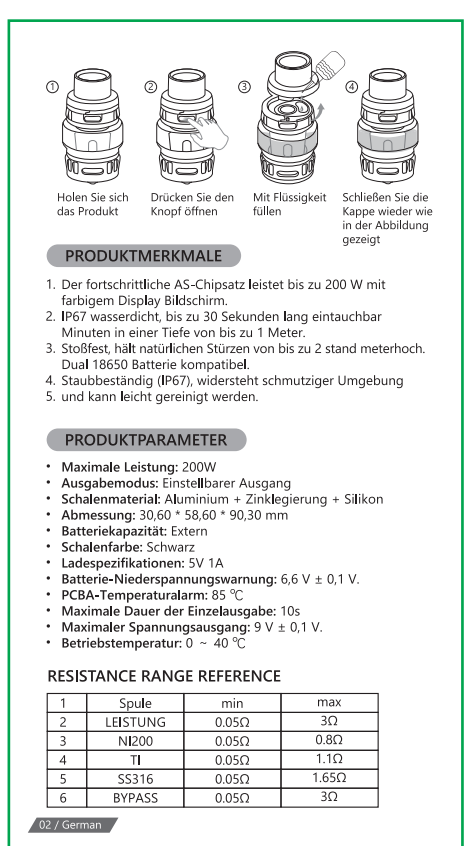 ① ② ③ ④
Holen Sie sich
das Produkt
Drücken Sie den
Knopf öffnen
Mit Flüssigkeit
füllen
Schließen Sie die
Kappe wieder wie
in der Abbildung
gezeigt
PRODUKTMERKMALE
1. Der fortschrittliche AS-Chipsatz leistet bis zu 200 W mit
farbigem Display Bildschirm.
2. IP67 wasserdicht, bis zu 30 Sekunden lang eintauchbar
Minuten in einer Tiefe von bis zu 1 Meter.
3. Stoßfest, hält natürlichen Stürzen von bis zu 2 stand meterhoch.
Dual 18650 Batterie kompatibel.
4. Staubbeständig (IP67), widersteht schmutziger Umgebung
5. und kann leicht gereinigt werden.
PRODUKTPARAMETER
• Maximale Leistung: 200W
• Ausgabemodus: Einstellbarer Ausgang
• Schalenmaterial: Aluminium + Zinklegierung + Silikon
• Abmessung: 30,60 * 58,60 * 90,30 mm
• Batteriekapazität: Extern
• Schalenfarbe: Schwarz
• Ladespezifikationen: 5V 1A
• Batterie-Niederspannungswarnung: 6,6 V ± 0,1 V.
• PCBA-Temperaturalarm: 85 ℃
• Maximale Dauer der Einzelausgabe: 10s
• Maximaler Spannungsausgang: 9 V ± 0,1 V.
• Betriebstemperatur: 0 ~ 40 ℃
RESISTANCE RANGE REFERENCE
1 Spule min max
2 LEISTUNG 0.05Ω 3Ω
3 NI200 0.05Ω 0.8Ω
4 TI 0.05Ω 1.1Ω
5 SS316 0.05Ω 1.65Ω
6 BYPASS 0.05Ω 3Ω
02 / German